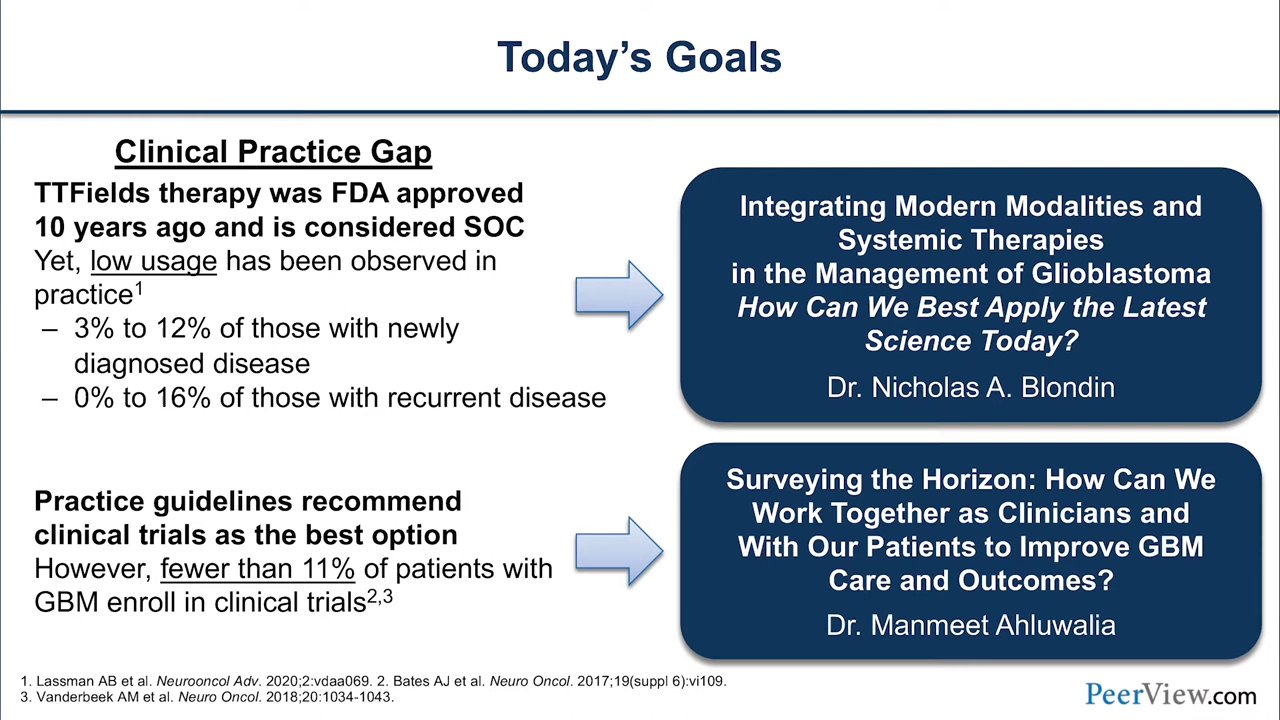 Today’s Goals
Clinical Practice Gap
TTFields therapy was FDA approved
10 years ago and is considered SOC
Yet, low usage has been observed in
practice1
– 3% to 12% of those with newly
diagnosed disease
– 0% to 16% of those with recurrent disease
Integrating Modern Modalities and
Systemic Therapies
in the Management of Glioblastoma
How Can We Best Apply the Latest
Science Today?
Dr. Nicholas A. Blondin
Practice guidelines recommend
clinical trials as the best option
However, fewer than 11% of patients with
GBM enroll in clinical trials2,3
Surveying the Horizon: How Can We
Work Together as Clinicians and
With Our Patients to Improve GBM
Care and Outcomes?
Dr. Manmeet Ahluwalia
1. Lassman AB et al. Neurooncol Adv. 2020;2:vdaa069. 2. Bates AJ et al. Neuro Oncol. 2017;19(suppl 6):vi109.
3. Vanderbeek AM et al. Neuro Oncol. 2018;20:1034-1043.
PeerView.com